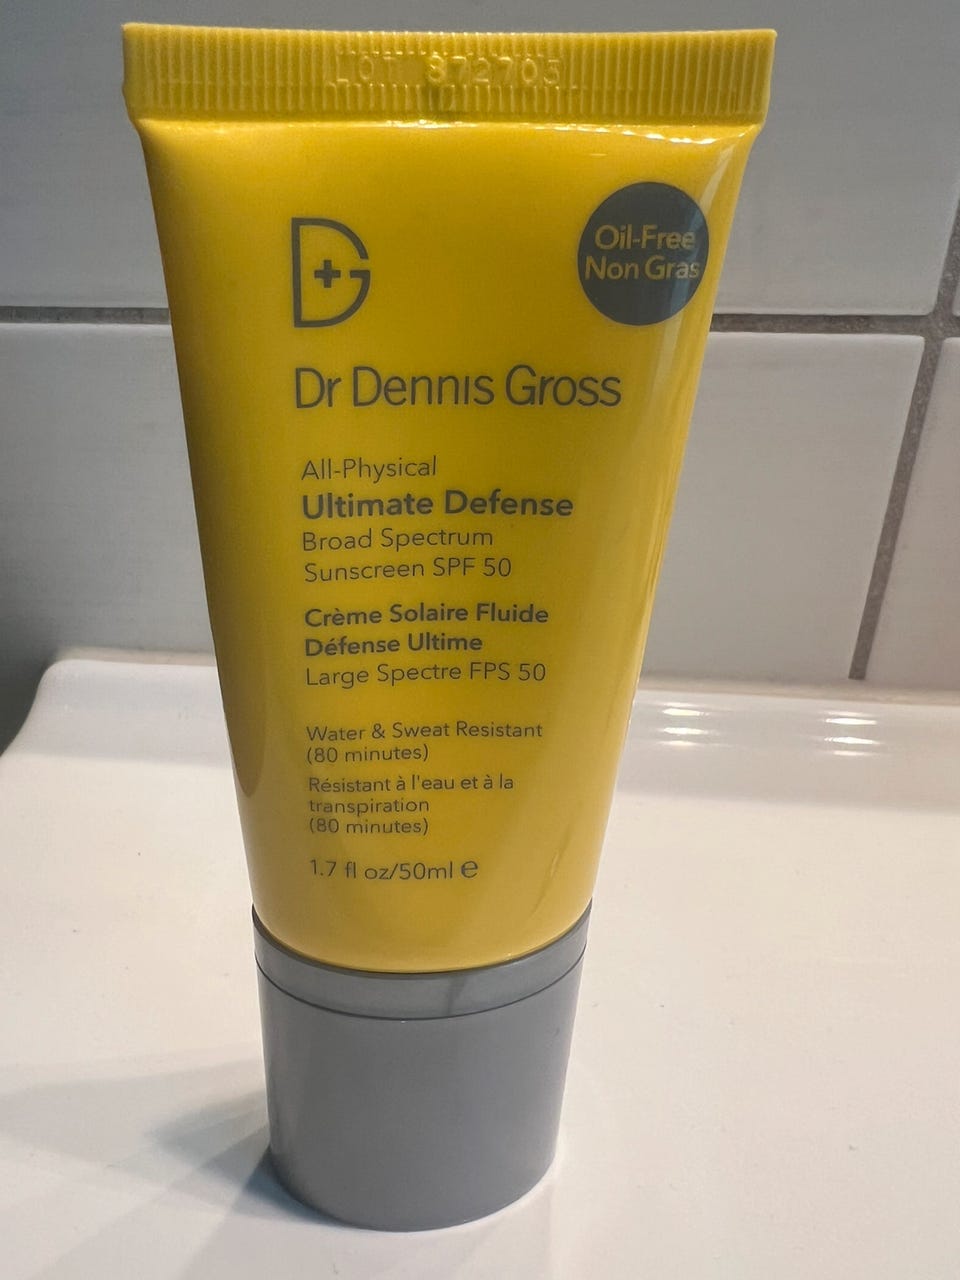 LOT 872703
Oil-Free
Non Gras
Dr Dennis Gross
All-Physical
Ultimate Defense
Broad Spectrum
Sunscreen SPF 50
Crème Solaire Fluide
Défense Ultime
Large Spectre FPS 50
Water & Sweat Resistant
(80 minutes)
Résistant à l'eau et à la
transpiration
(80 minutes)
1.7 fl oz/50ml e